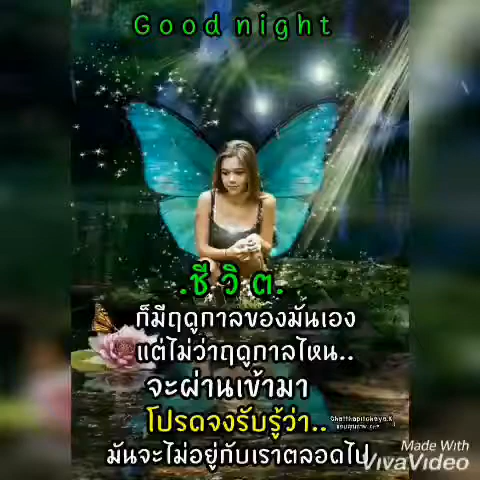 Good night
.ชีวิต.
ก็มีฤดูกาลของมันเอง
แต่ไม่ว่าฤดูกาลไหน..
จะผ่านเข้ามา
โปรดจงรับรู้ว่า..
มันจะไม่อยู่กับเราตลอดไป
Made With
VivaVideo